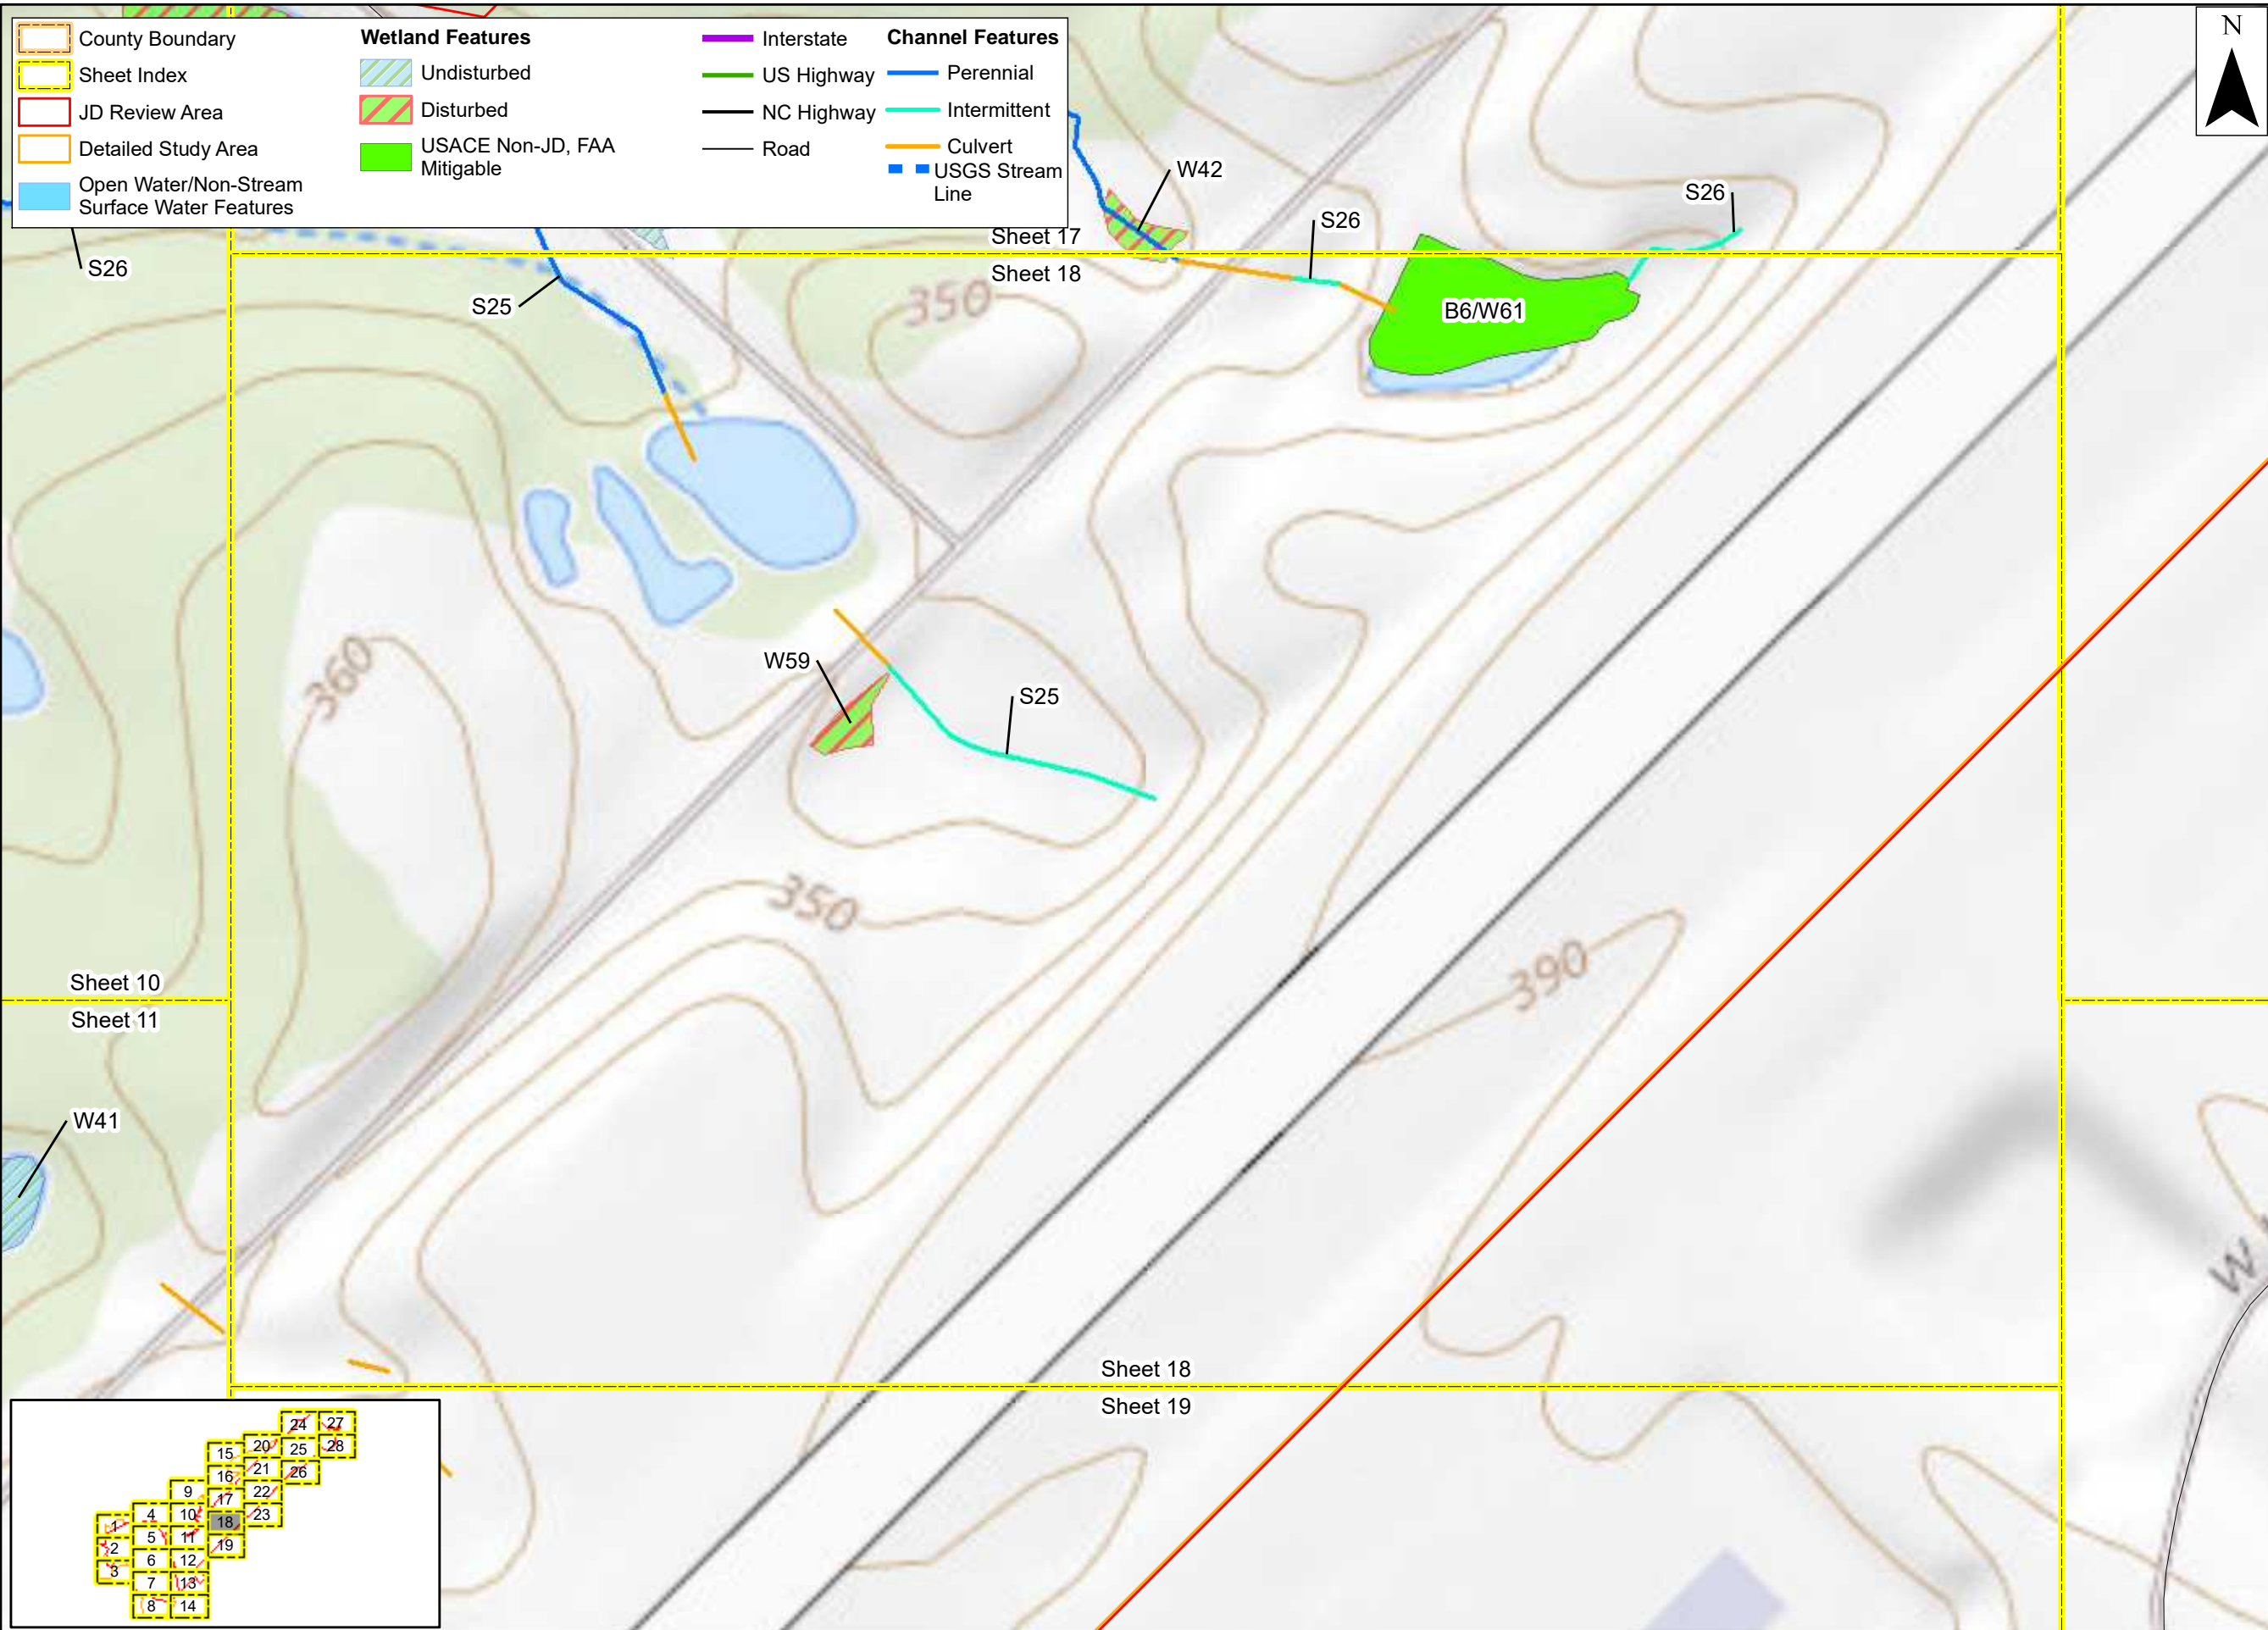 County Boundary
Sheet Index
JD Review Area
Detailed Study Area
Open Water/Non-Stream
Surface Water Features
Wetland Features
Undisturbed
Disturbed
USACE Non-JD, FAA
Mitigable
Interstate
US Highway
NC Highway
Road
Channel Features
Perennial
Intermittent
Culvert
USGS Stream
Line
N
W42
S26
S26
Sheet 17
Sheet 18
S26
S25
350
B6/W61
W59
S25
360
350
390
Sheet 10
Sheet 11
W41
W
Sheet 18
Sheet 19
24
27
15
20
25
28
16
21
26
9
17
22
4
10
18
23
1
5
11
19
2
6
12
3
7
13
8
14